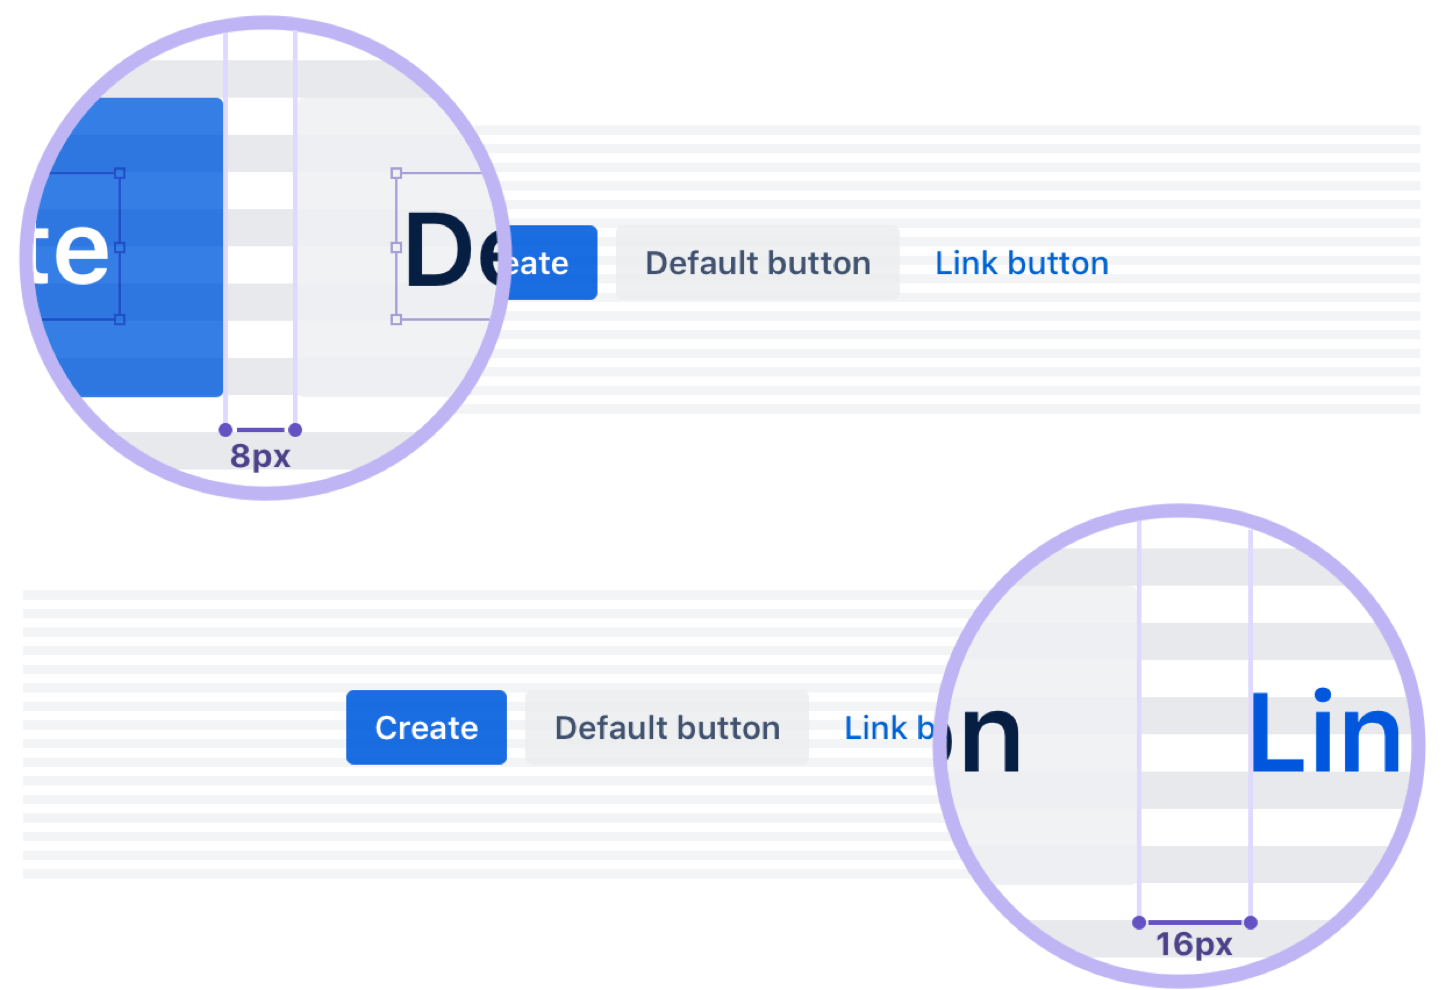 te
De
eate
Default button
Link button
8px
Create
Default button
Link b
n
Lin
16px